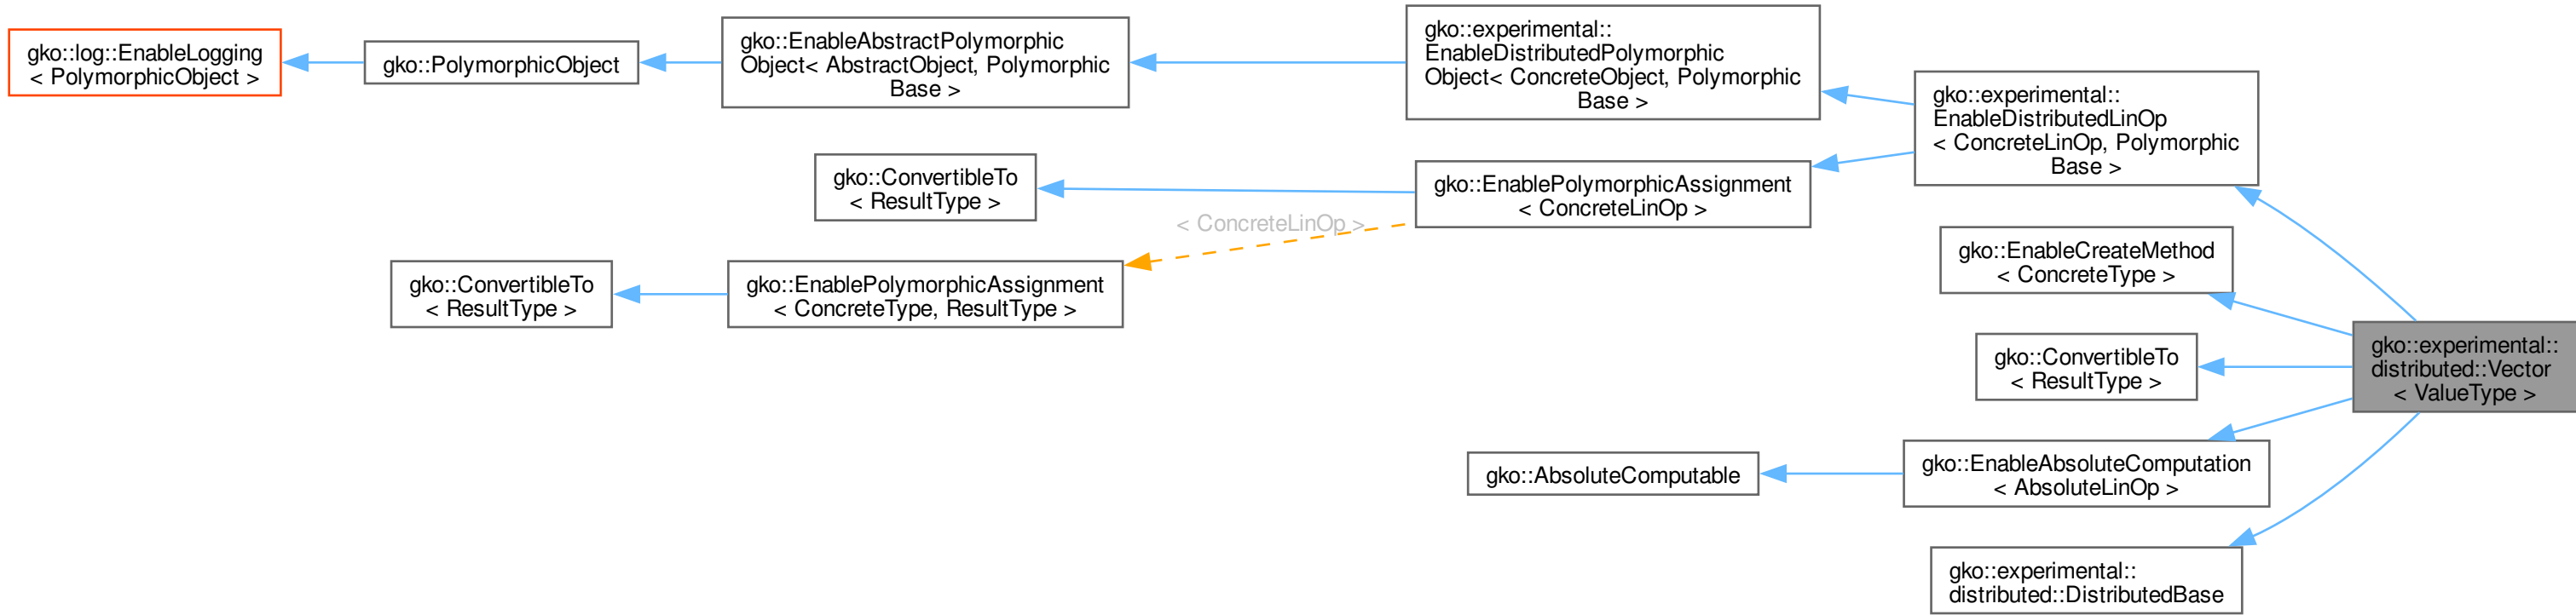 gko::log::EnableLogging
< PolymorphicObject >
gko::PolymorphicObject
gko::EnableAbstractPolymorphic
Object< AbstractObject, Polymorphic
Base >
gko::experimental::
EnableDistributedPolymorphic
Object< ConcreteObject, Polymorphic
Base >
gko::experimental::
EnableDistributedLinOp
< ConcreteLinOp, Polymorphic
Base >
gko::ConvertibleTo
< ResultType >
gko::EnablePolymorphicAssignment
< ConcreteLinOp >
< ConcreteLinOp >
gko::ConvertibleTo
< ResultType >
gko::EnablePolymorphicAssignment
< ConcreteType, ResultType >
gko::EnableCreateMethod
< ConcreteType >
gko::ConvertibleTo
< ResultType >
gko::experimental::
distributed::Vector
< ValueType >
gko::AbsoluteComputable
gko::EnableAbsoluteComputation
< AbsoluteLinOp >
gko::experimental::
distributed::DistributedBase